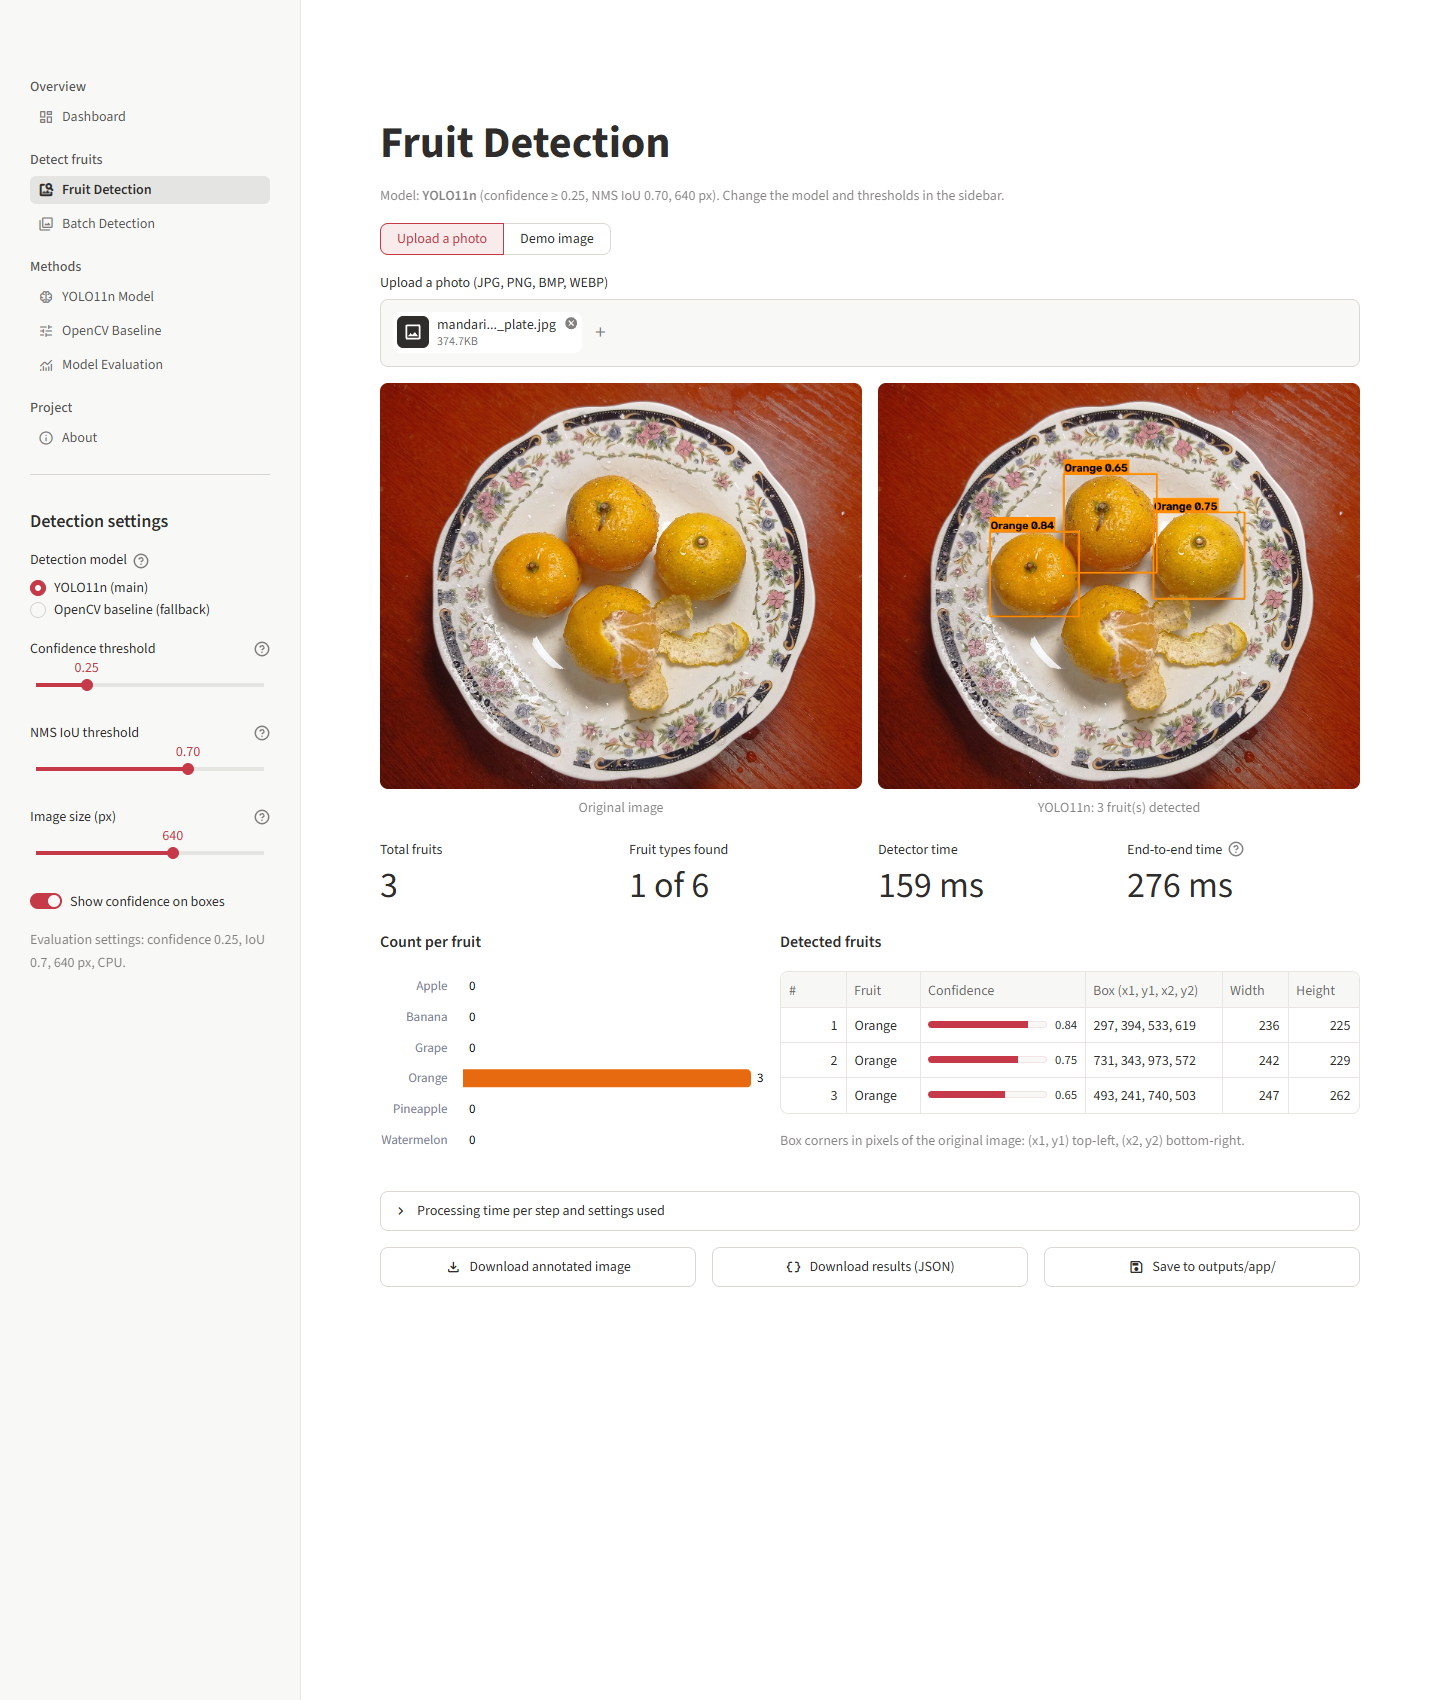 Overview
Dashboard
Detect fruits
Fruit Detection
Batch Detection
Methods
YOLO11n Model
OpenCV Baseline
Model Evaluation
Project
About
Detection settings
Detection model
YOLO11n (main)
OpenCV baseline (fallback)
Confidence threshold
0.25
NMS IoU threshold
0.70
Image size (px)
640
Show confidence on boxes
Evaluation settings: confidence 0.25, IoU
0.7, 640 px, CPU.
Fruit Detection
Model: YOLO11n (confidence ≥ 0.25, NMS IoU 0.70, 640 px). Change the model and thresholds in the sidebar.
Upload a photo
Demo image
Upload a photo (JPG, PNG, BMP, WEBP)
mandari..._plate.jpg
374.7KB
Orange 0.65
Orange 0.75
Orange 0.84
Original image
YOLO11n: 3 fruit(s) detected
Total fruits
3
Fruit types found
1 of 6
Detector time
159 ms
End-to-end time
276 ms
Count per fruit
Apple 0
Banana 0
Grape 0
Orange 3
Pineapple 0
Watermelon 0
Detected fruits
# Fruit Confidence Box (x1, y1, x2, y2) Width Height
1 Orange 0.84 297, 394, 533, 619 236 225
2 Orange 0.75 731, 343, 973, 572 242 229
3 Orange 0.65 493, 241, 740, 503 247 262
Box corners in pixels of the original image: (x1, y1) top-left, (x2, y2) bottom-right.
Processing time per step and settings used
Download annotated image
Download results (JSON)
Save to outputs/app/